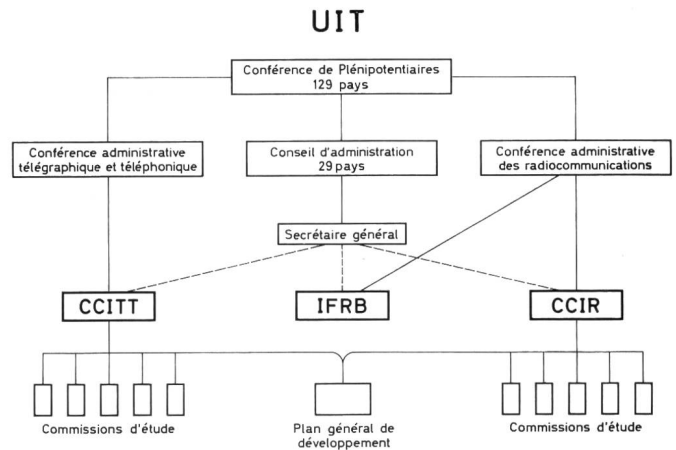 UIT
Conférence de Plénipotentiaires
129 pays
Conférence administrative
télégraphique et téléphonique
Conseil d'administration
29 pays
Conférence administrative
des radiocommunications
Secrétaire général
CCITT
IFRB
CCIR
Commissions d'étude
Plan général de
développement
Commissions d'étude